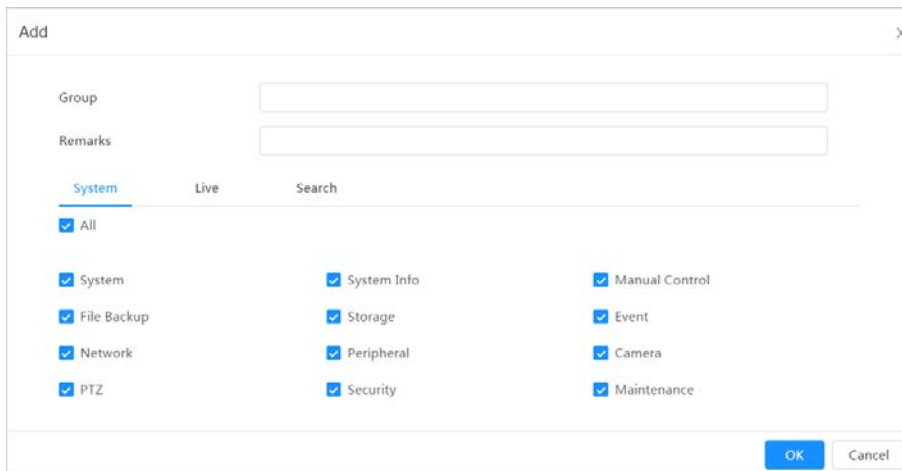 Add
Group
Remarks
System Live Search
All
System System Info Manual Control
File Backup Storage Event
Network Peripheral Camera
PTZ Security Maintenance
OK Cancel